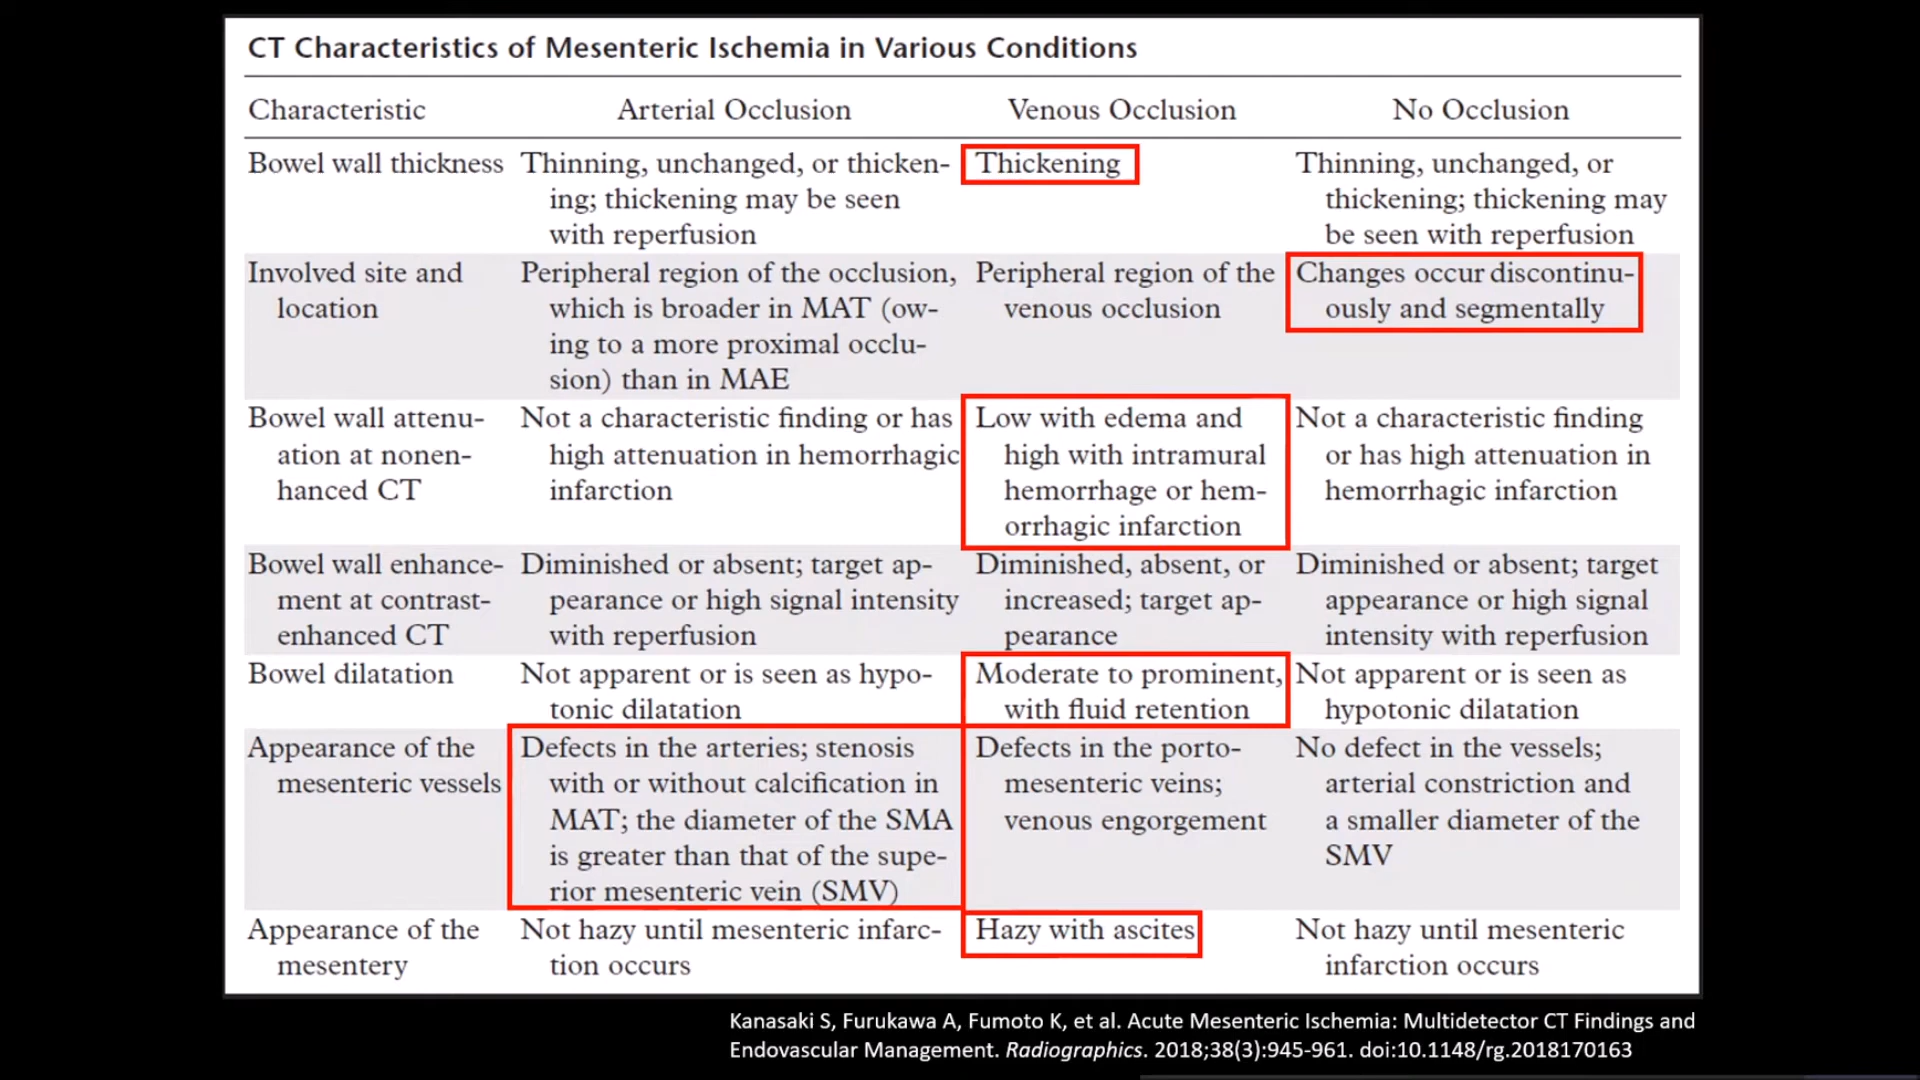 CT Characteristics of Mesenteric Ischemia in Various Conditions
Characteristic Arterial Occlusion Venous Occlusion No Occlusion
Bowel wall thickness
Thinning, unchanged, or thicken-
ing; thickening may be seen
with reperfusion
Thickening
Thinning, unchanged, or
thickening; thickening may
be seen with reperfusion
Involved site and
location
Peripheral region of the occlusion,
which is broader in MAT (ow-
ing to a more proximal occlu-
sion) than in MAE
Peripheral region of the
venous occlusion
Changes occur discontinu-
ously and segmentally
Bowel wall attenu-
ation at nonen-
hanced CT
Not a characteristic finding or has
high attenuation in hemorrhagic
infarction
Low with edema and
high with intramural
hemorrhage or hem-
orrhagic infarction
Not a characteristic finding
or has high attenuation in
hemorrhagic infarction
Bowel wall enhance-
ment at contrast-
enhanced CT
Diminished or absent; target ap-
pearance or high signal intensity
with reperfusion
Diminished, absent, or
increased; target ap-
pearance
Diminished or absent; target
appearance or high signal
intensity with reperfusion
Bowel dilatation
Not apparent or is seen as hypo-
tonic dilatation
Moderate to prominent,
with fluid retention
Not apparent or is seen as
hypotonic dilatation
Appearance of the
mesenteric vessels
Defects in the arteries; stenosis
with or without calcification in
MAT; the diameter of the SMA
is greater than that of the supe-
rior mesenteric vein (SMV)
Defects in the porto-
mesenteric veins;
venous engorgement
No defect in the vessels;
arterial constriction and
a smaller diameter of the
SMV
Appearance of the
mesentery
Not hazy until mesenteric infarc-
tion occurs
Hazy with ascites
Not hazy until mesenteric
infarction occurs
Kanasaki S, Furukawa A, Fumoto K, et al. Acute Mesenteric Ischemia: Multidetector CT Findings and
Endovascular Management. Radiographics. 2018;38(3):945-961. doi:10.1148/rg.2018170163